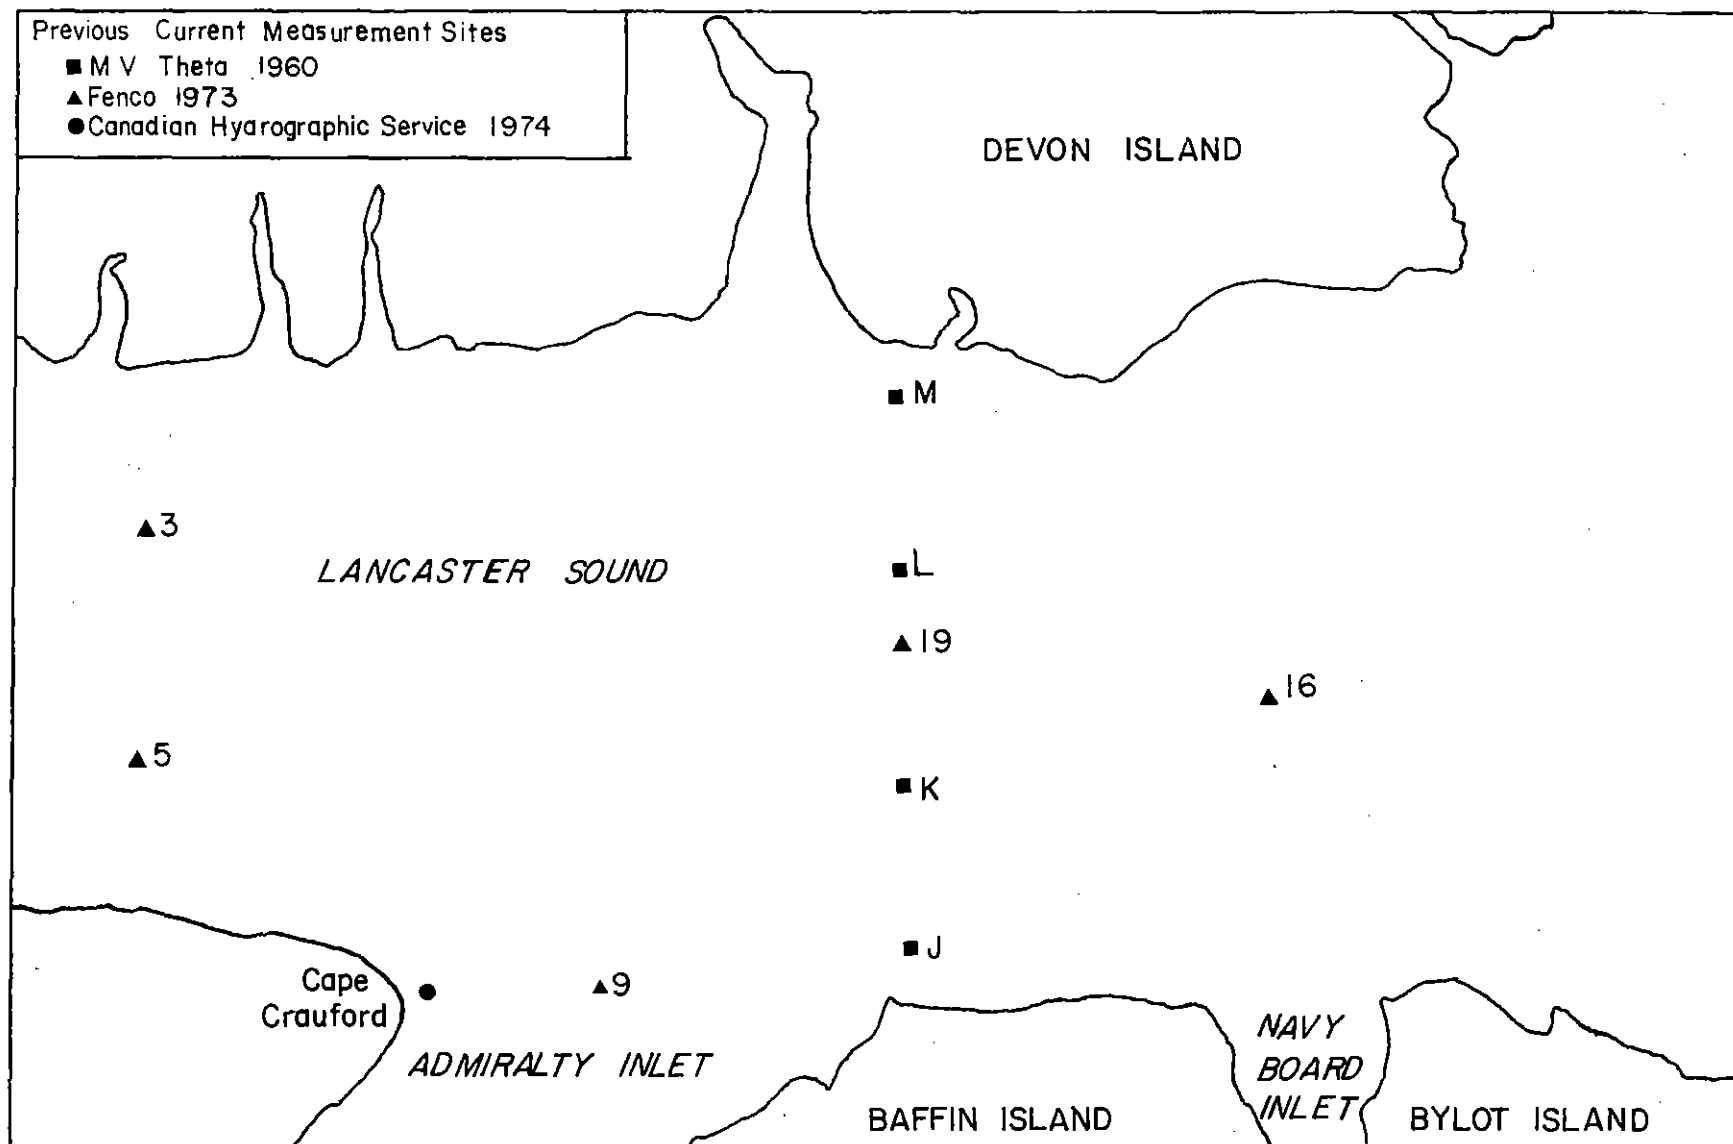 Previous Current Measurement Sites
■ M V Theta 1960
▲ Fenco 1973
● Canadian Hyarographic Service 1974
DEVON ISLAND
M
3
LANCASTER SOUND
L
19
16
5
K
J
Cape
Crauford
9
ADMIRALTY INLET
NAVY
BOARD
INLET
BAFFIN ISLAND
BYLOT ISLAND